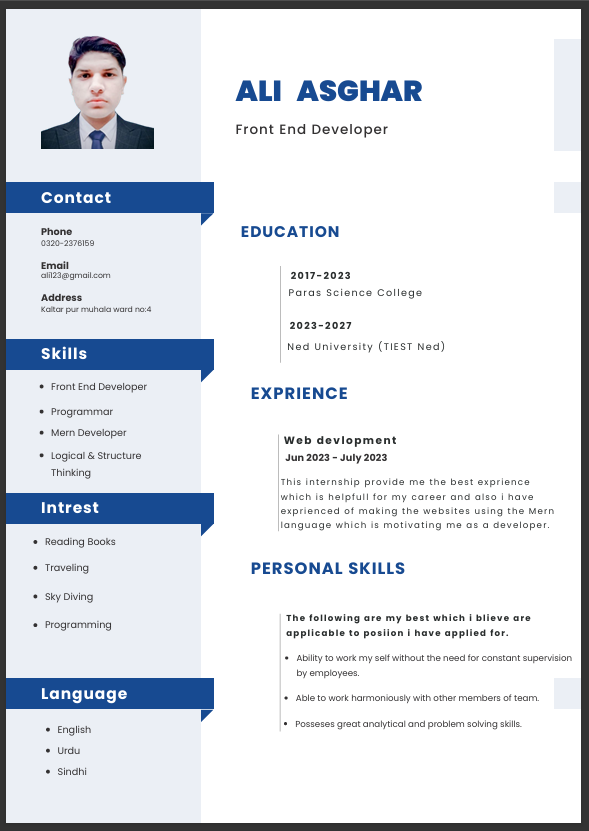 ALI ASGHAR
Front End Developer
Contact
Phone
0320-2376159
Email
ali123@gmail.com
Address
Kaitar pur muhala ward no:4
Skills
Front End Developer
Programmar
Mern Developer
Logical & Structure
Thinking
Intrest
Reading Books
Traveling
Sky Diving
Programming
Language
English
Urdu
Sindhi
EDUCATION
2017-2023
Paras Science College
2023-2027
Ned University (TIEST Ned)
EXPRIENCE
Web devlopment
Jun 2023 - July 2023
This internship provide me the best exprience
which is helpfull for my career and also i have
exprienced of making the websites using the Mern
language which is motivating me as a developer.
PERSONAL SKILLS
The following are my best which i blieve are
applicable to posiion i have applied for.
Ability to work my self without the need for constant supervision
by employees.
Able to work harmoniously with other members of team.
Posseses great analytical and problem solving skills.